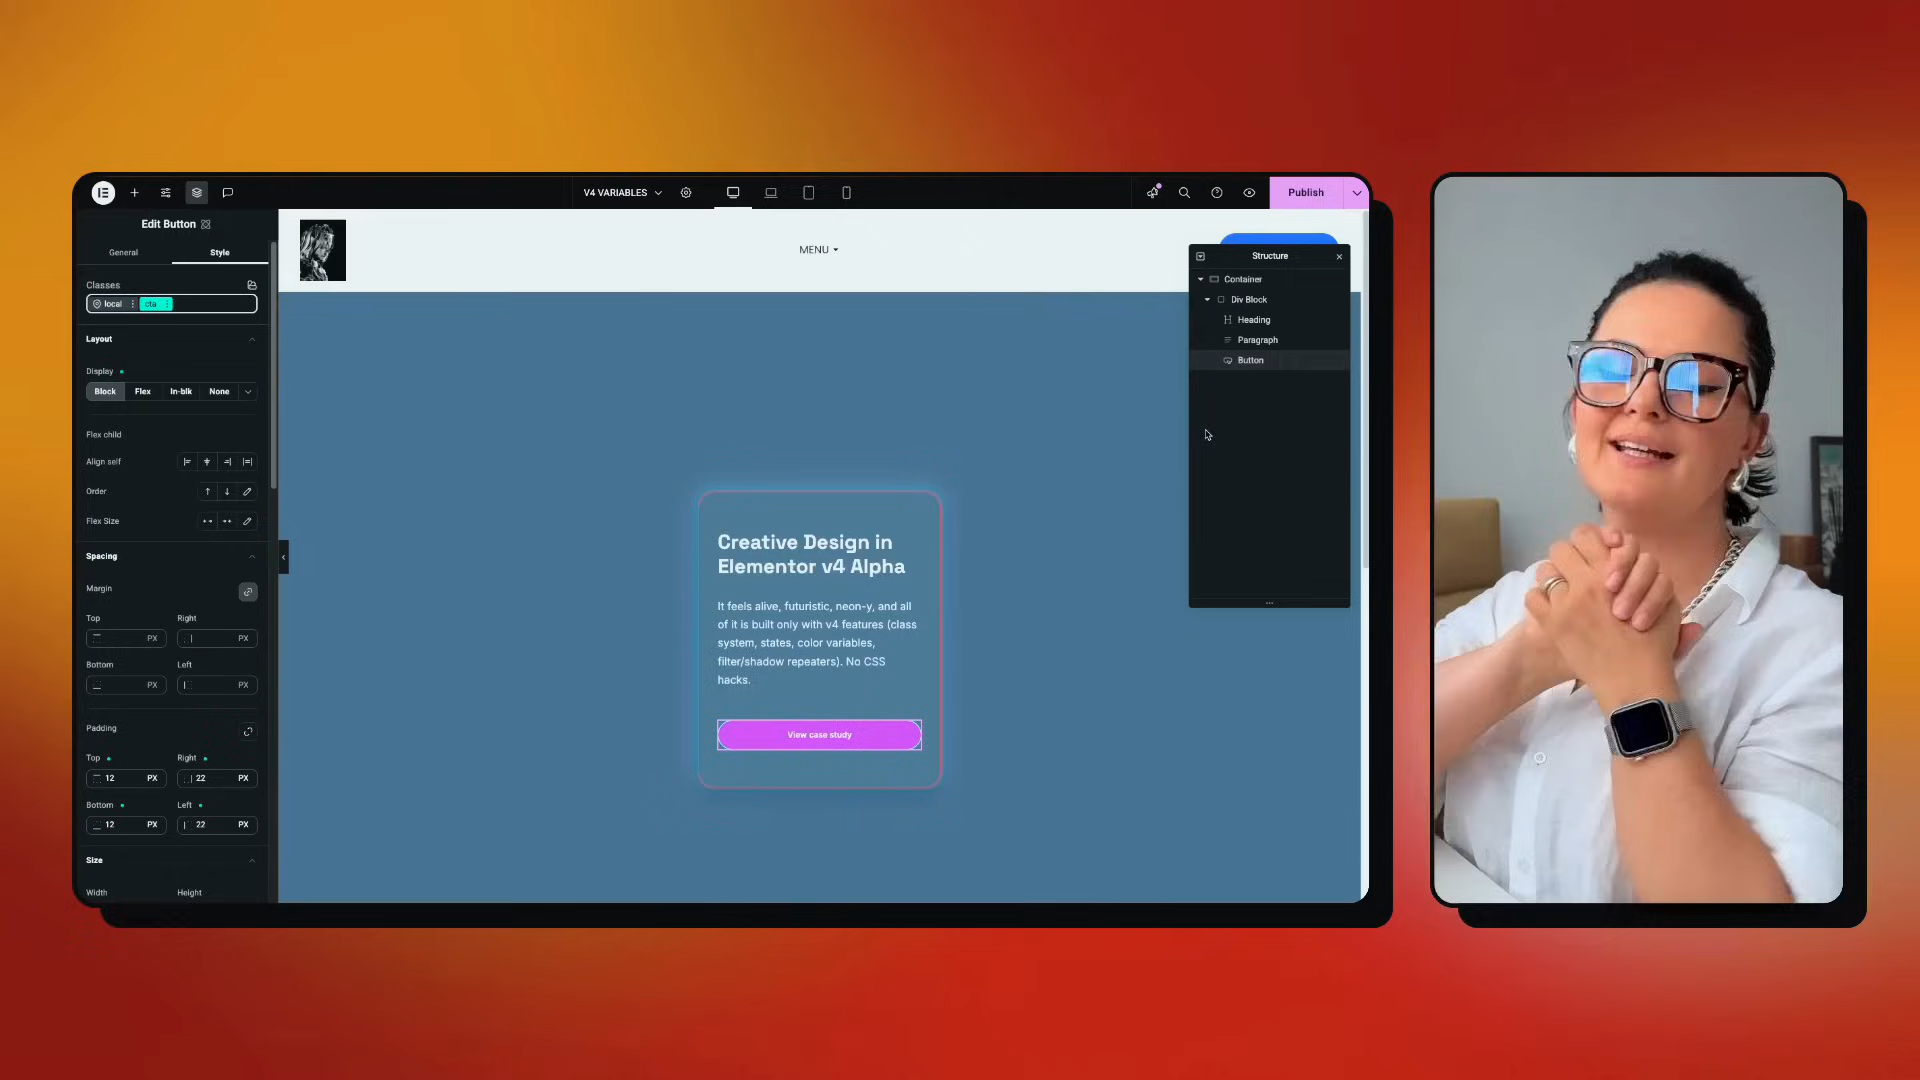 V4 VARIABLES
Publish
Edit Button
General
Style
Classes
local
cta
Layout
Display
Block
Flex
In-blk
None
Flex child
Align self
Order
Flex Size
Spacing
Margin
Top
Right
PX
PX
Bottom
Left
PX
PX
Padding
Top
Right
12
PX
22
PX
Bottom
Left
12
PX
22
PX
Size
Width
Height
MENU
Creative Design in
Elementor v4 Alpha
It feels alive, futuristic, neon-y, and all
of it is built only with v4 features (class
system, states, color variables,
filter/shadow repeaters). No CSS
hacks.
View case study
Structure
Container
Div Block
Heading
Paragraph
Button